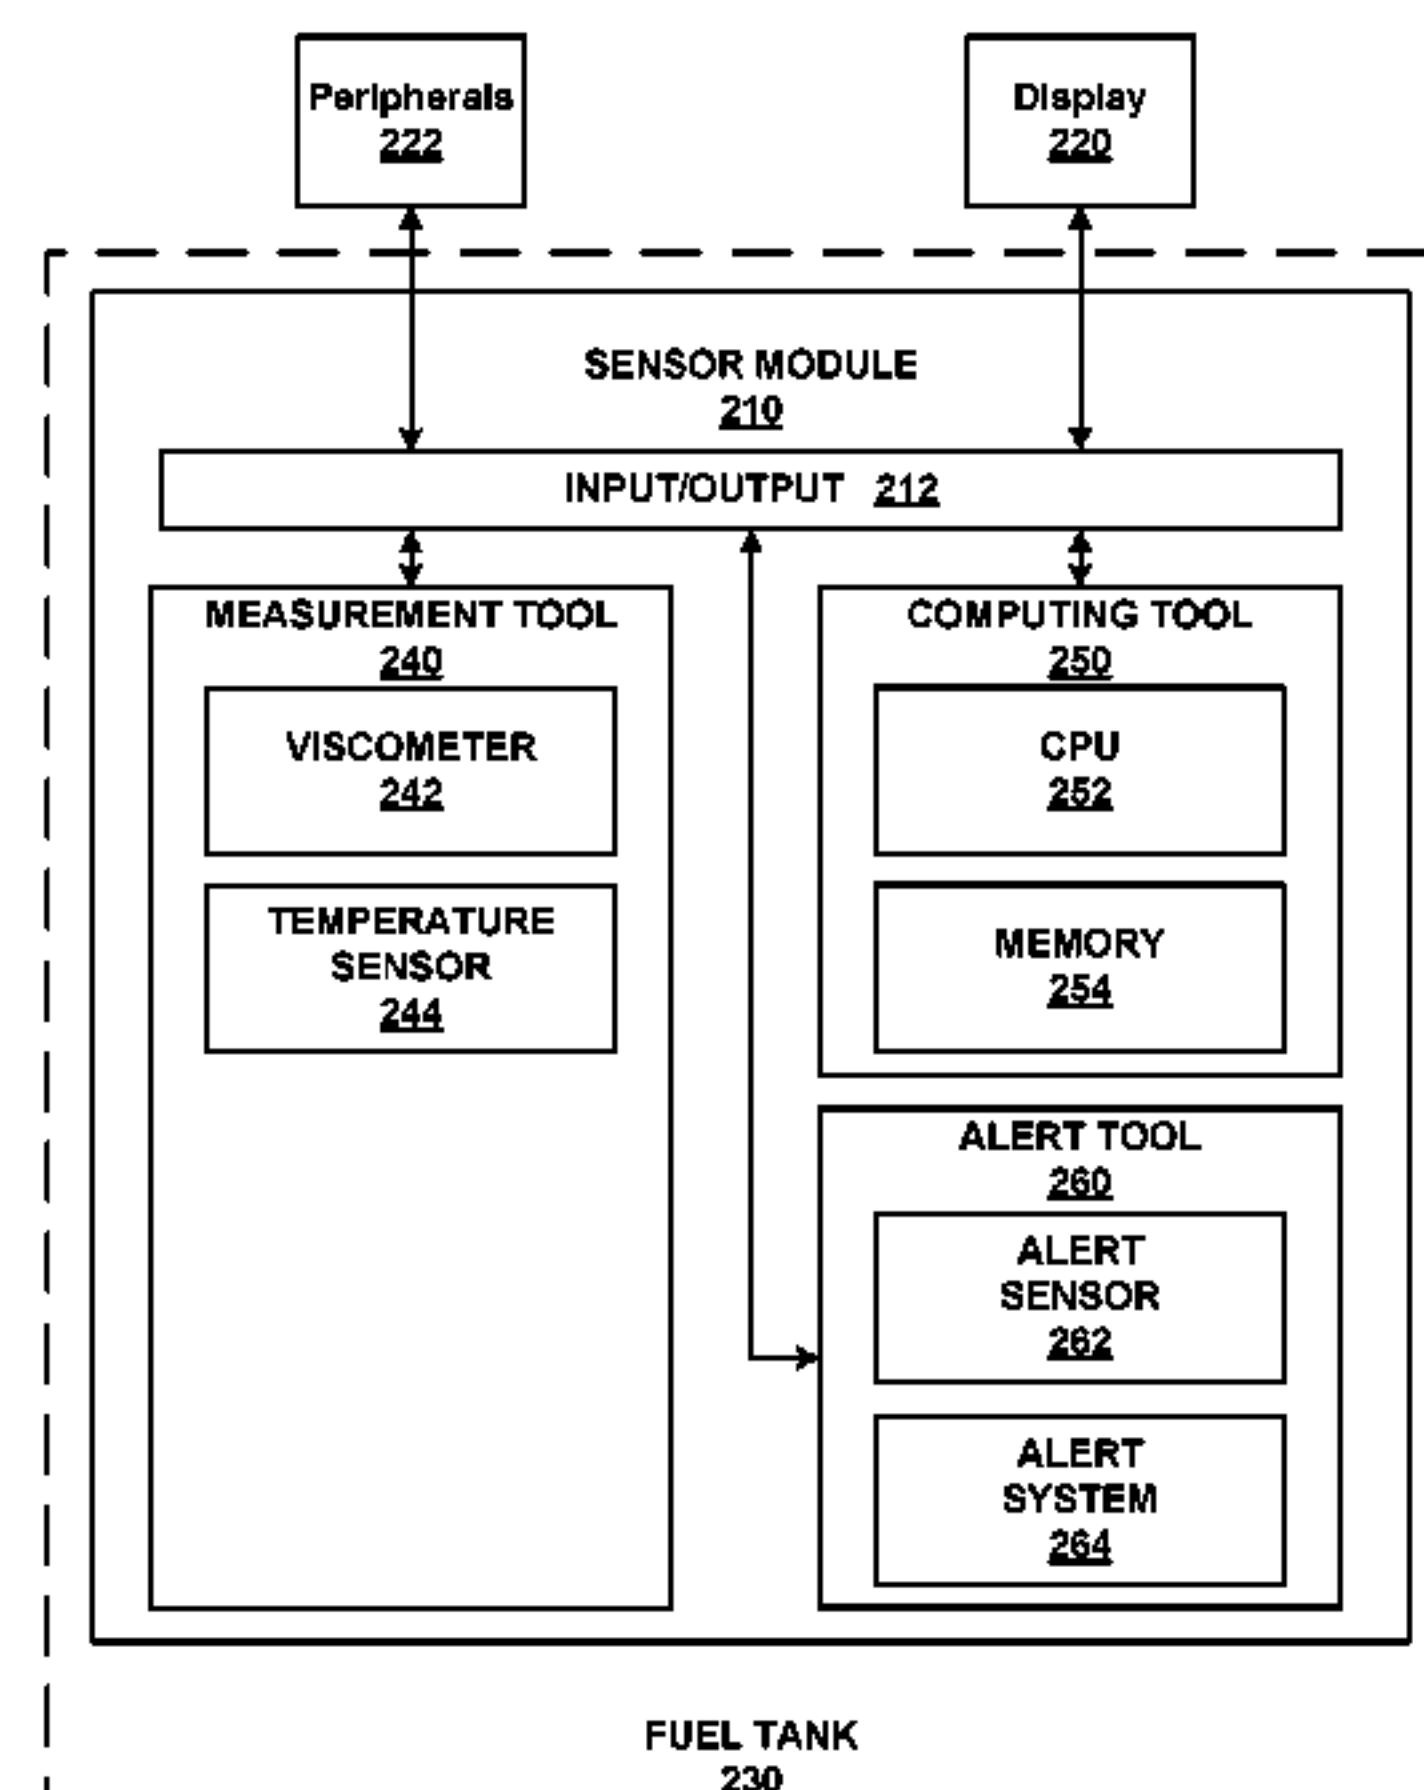 Peripherals
222
Display
220
SENSOR MODULE
210
INPUT/OUTPUT 212
MEASUREMENT TOOL
240
VISCOMETER
242
TEMPERATURE
SENSOR
244
COMPUTING TOOL
250
CPU
252
MEMORY
254
ALERT TOOL
260
ALERT
SENSOR
262
ALERT
SYSTEM
264
FUEL TANK
230